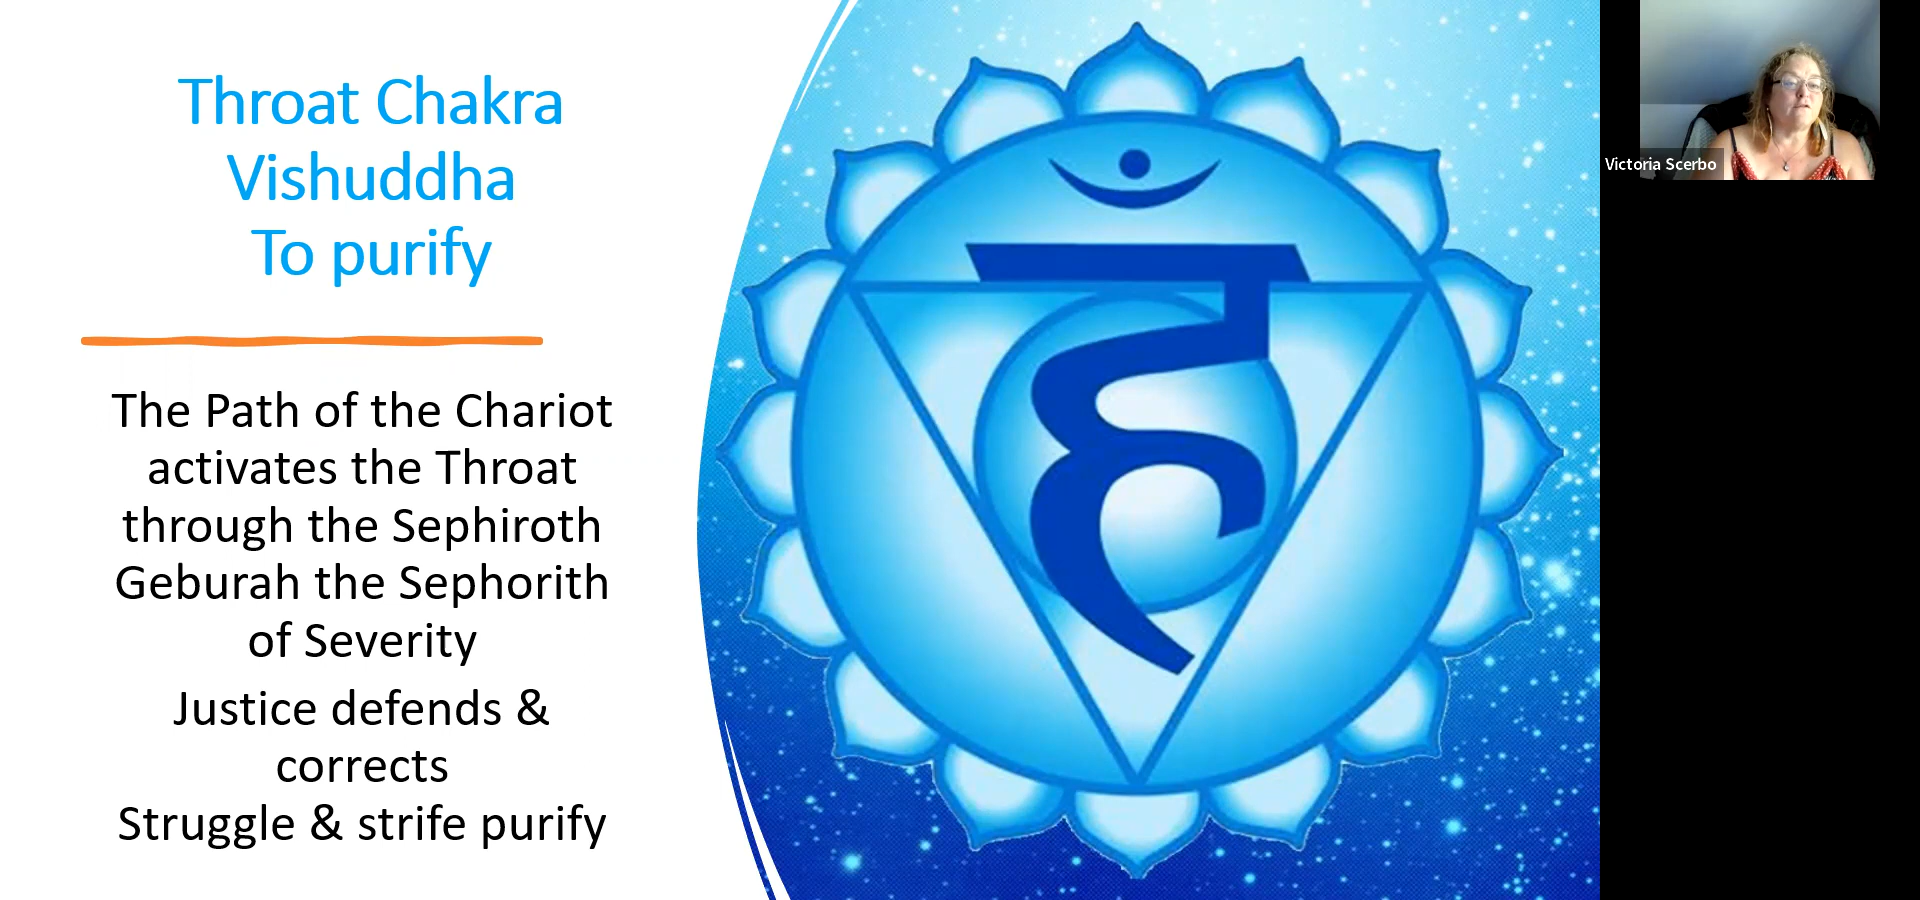 Throat Chakra
Vishuddha
To purify
The Path of the Chariot
activates the Throat
through the Sephiroth
Geburah the Sephorith
of Severity
Justice defends &
corrects
Struggle & strife purify
हँ
Victoria Scerbo